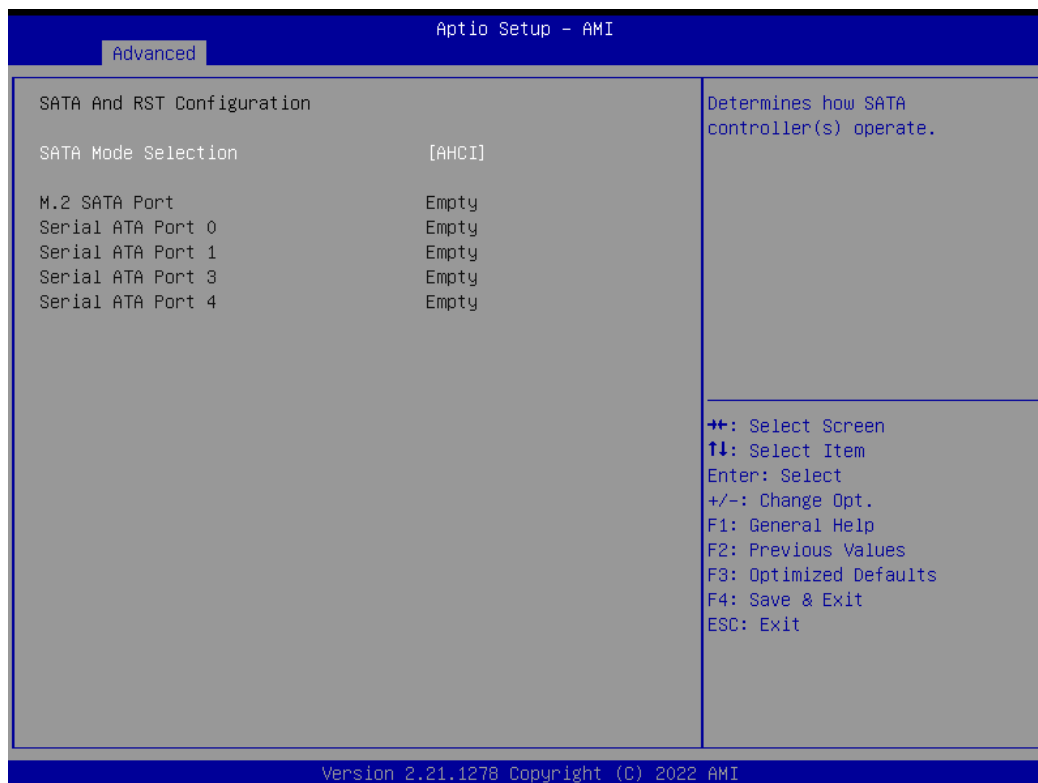 Aptio Setup – AMI
Advanced
SATA And RST Configuration
SATA Mode Selection [AHCI]
M.2 SATA Port Empty
Serial ATA Port 0 Empty
Serial ATA Port 1 Empty
Serial ATA Port 3 Empty
Serial ATA Port 4 Empty
Determines how SATA
controller(s) operate.
→←: Select Screen
↑↓: Select Item
Enter: Select
+/-: Change Opt.
F1: General Help
F2: Previous Values
F3: Optimized Defaults
F4: Save & Exit
ESC: Exit
Version 2.21.1278 Copyright (C) 2022 AMI